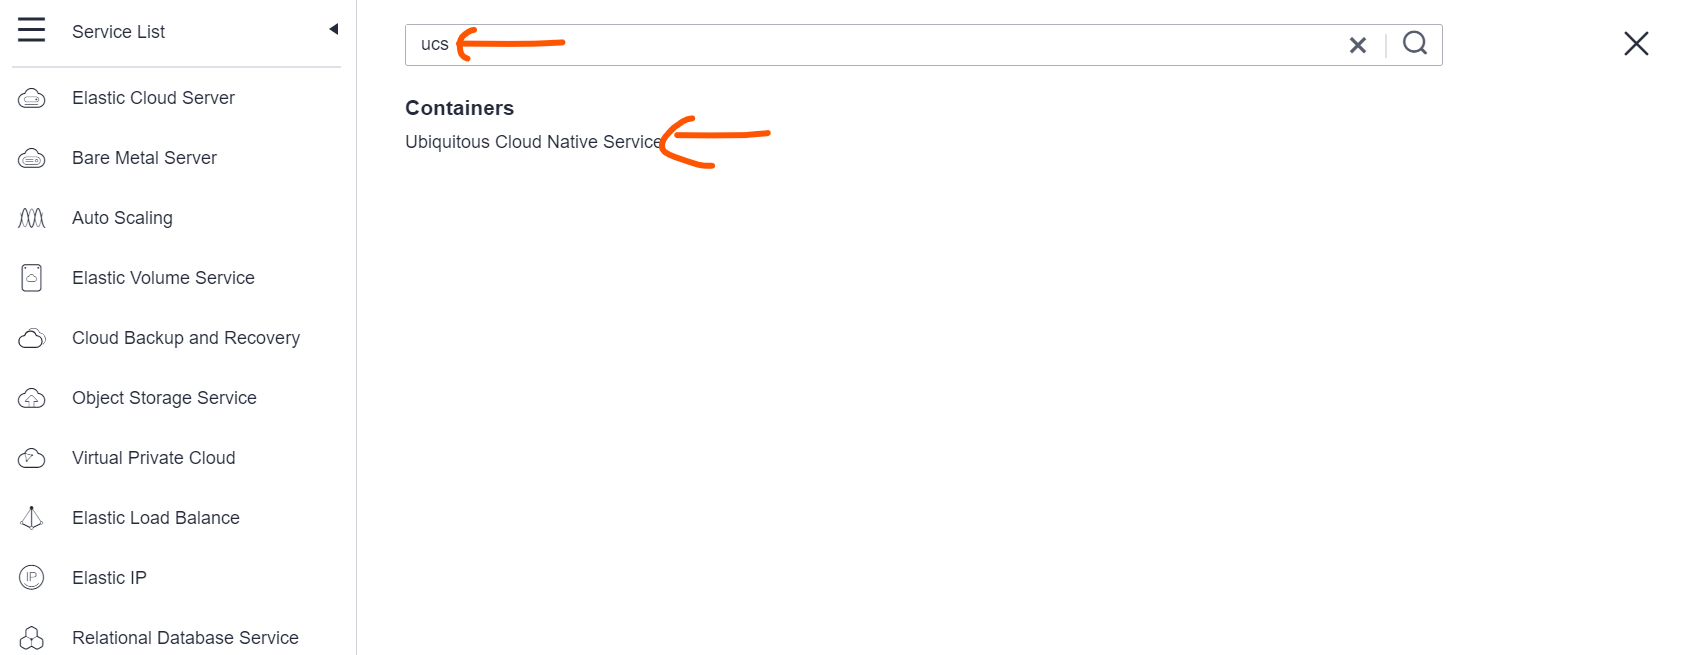 Service List
Elastic Cloud Server
Bare Metal Server
Auto Scaling
Elastic Volume Service
Cloud Backup and Recovery
Object Storage Service
Virtual Private Cloud
Elastic Load Balance
IP
Elastic IP
Relational Database Service
ucs
Containers
Ubiquitous Cloud Native Service